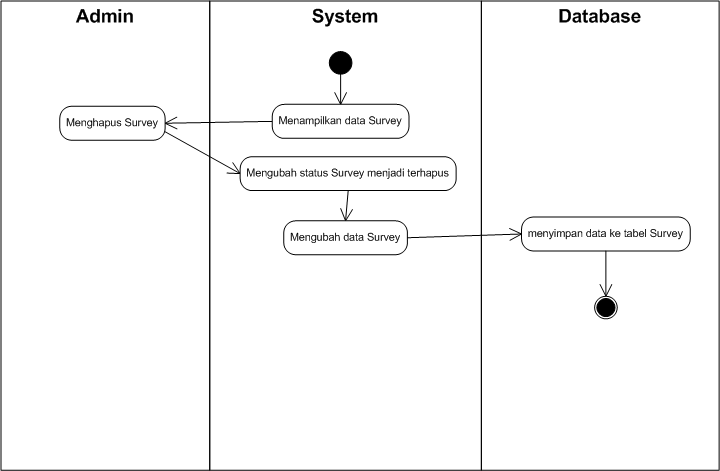 Admin
System
Database
Menampilkan data Survey
Menghapus Survey
Mengubah status Survey menjadi terhapus
Mengubah data Survey
menyimpan data ke tabel Survey